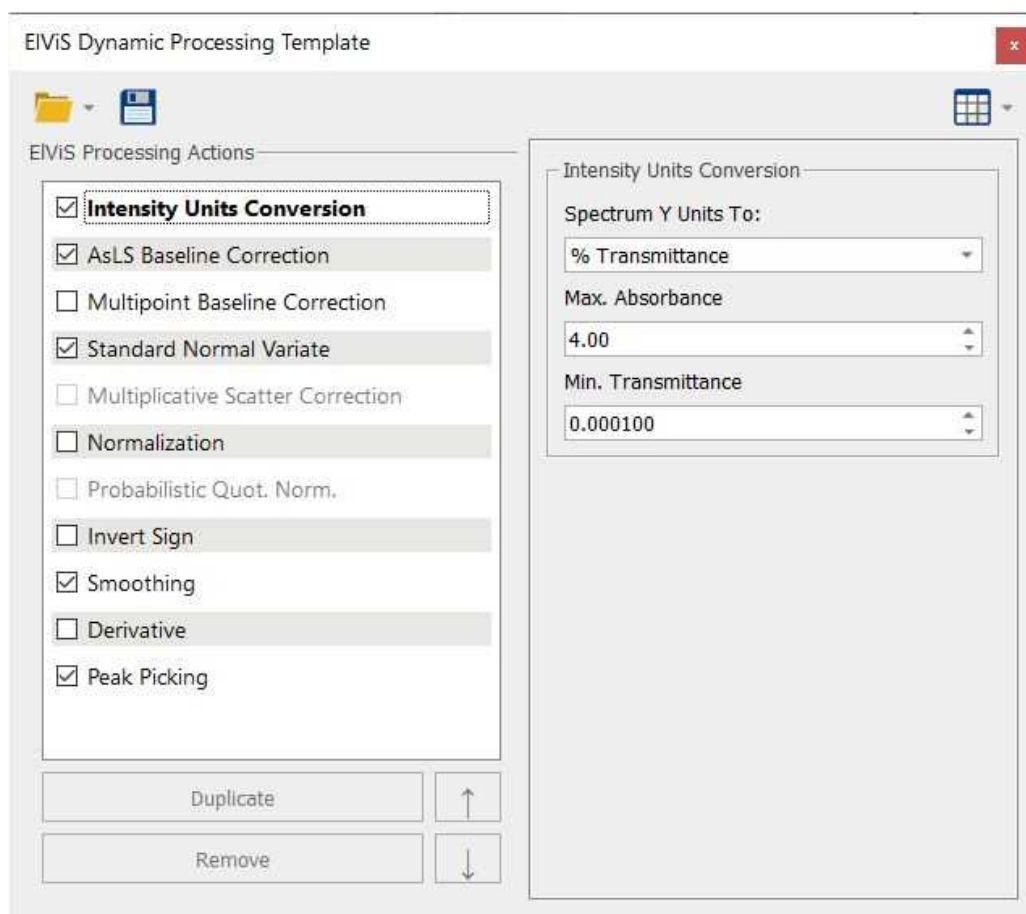 ElViS Dynamic Processing Template
x
ElViS Processing Actions
Intensity Units Conversion
AsLS Baseline Correction
Multipoint Baseline Correction
Standard Normal Variate
Multiplicative Scatter Correction
Normalization
Probabilistic Quot. Norm.
Invert Sign
Smoothing
Derivative
Peak Picking
Duplicate
Remove
Intensity Units Conversion
Spectrum Y Units To:
% Transmittance
Max. Absorbance
4.00
Min. Transmittance
0.000100